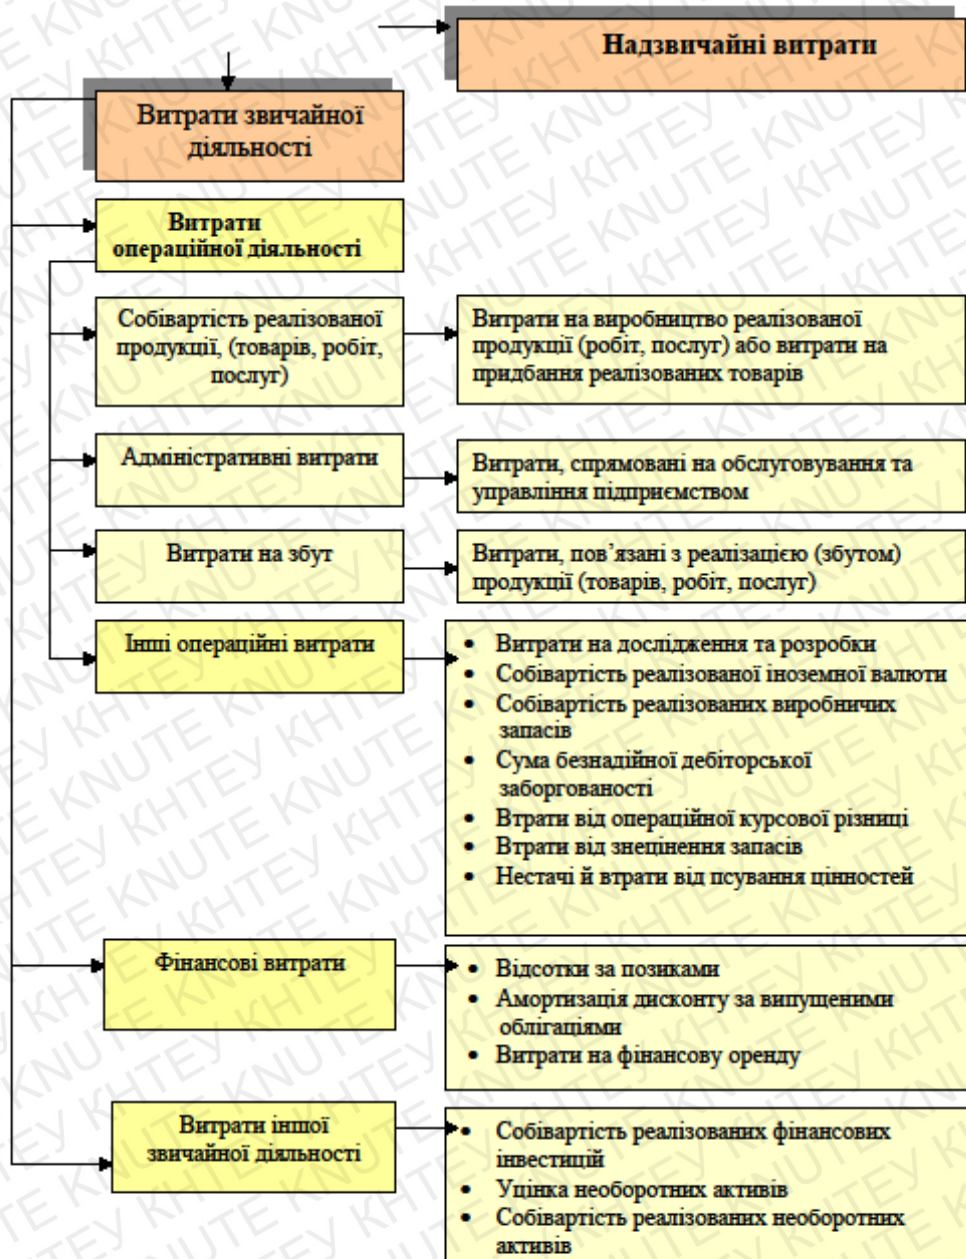 Надзвичайні витрати
Витрати звичайної
діяльності
Витрати
операційної діяльності
Собівартість реалізованої
продукції, (товарів, робіт,
послуг)
Витрати на виробництво реалізованої
продукції (робіт, послуг) або витрати на
придбання реалізованих товарів
Адміністративні витрати
Витрати, спрямовані на обслуговування та
управління підприємством
Витрати на збут
Витрати, пов’язані з реалізацією (збутом)
продукції (товарів, робіт, послуг)
Інші операційні витрати
• Витрати на дослідження та розробки
• Собівартість реалізованої іноземної валюти
• Собівартість реалізованих виробничих
запасів
• Сума безнадійної дебіторської
заборгованості
• Втрати від операційної курсової різниці
• Втрати від знецінення запасів
• Нестачі й втрати від псування цінностей
Фінансові витрати
• Відсотки за позиками
• Амортизація дисконту за випущеними
облігаціями
• Витрати на фінансову оренду
Витрати іншої
звичайної діяльності
• Собівартість реалізованих фінансових
інвестицій
• Уцінка необоротних активів
• Собівартість реалізованих необоротних
активів